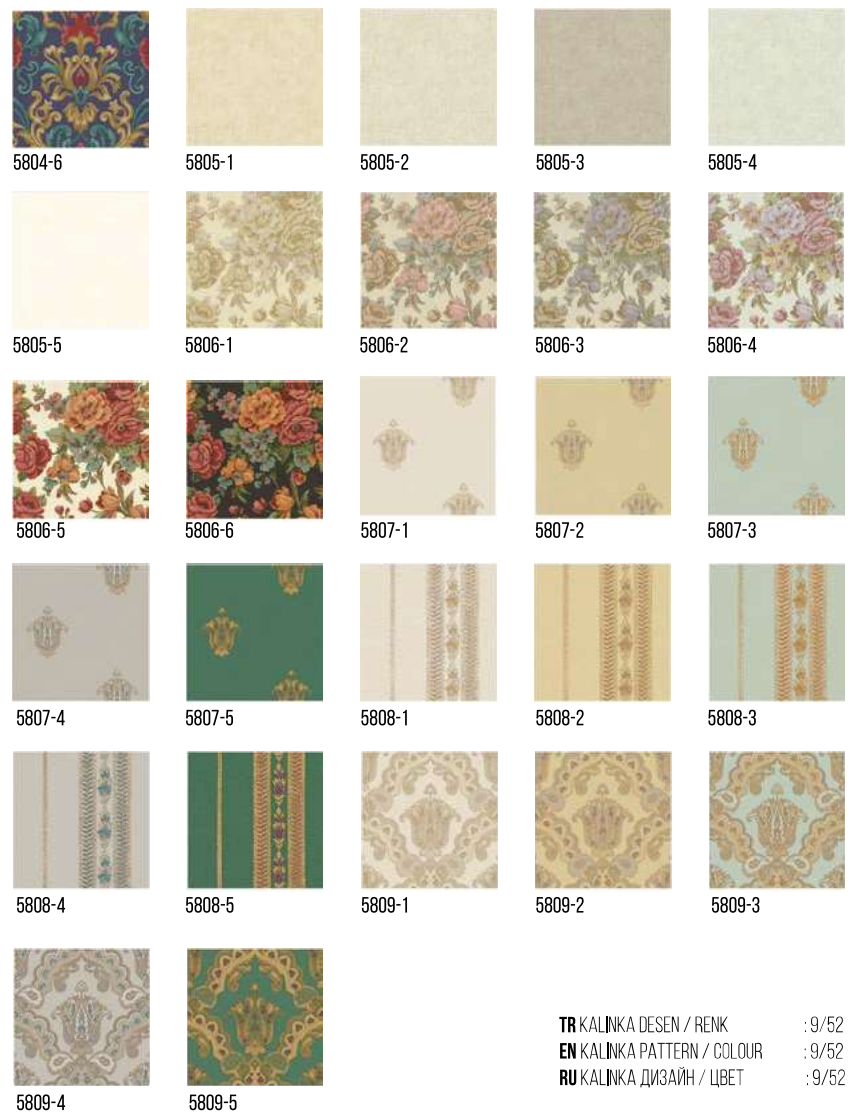 5804-6 5805-1 5805-2 5805-3 5805-4
5805-5 5806-1 5806-2 5806-3 5806-4
5806-5 5806-6 5807-1 5807-2 5807-3
5807-4 5807-5 5808-1 5808-2 5808-3
5808-4 5808-5 5809-1 5809-2 5809-3
5809-4 5809-5
TR KALINKA DESEN / RENK : 9/52
EN KALINKA PATTERN / COLOUR : 9/52
RU KALINKA ДИЗАЙН / ЦВЕТ : 9/52